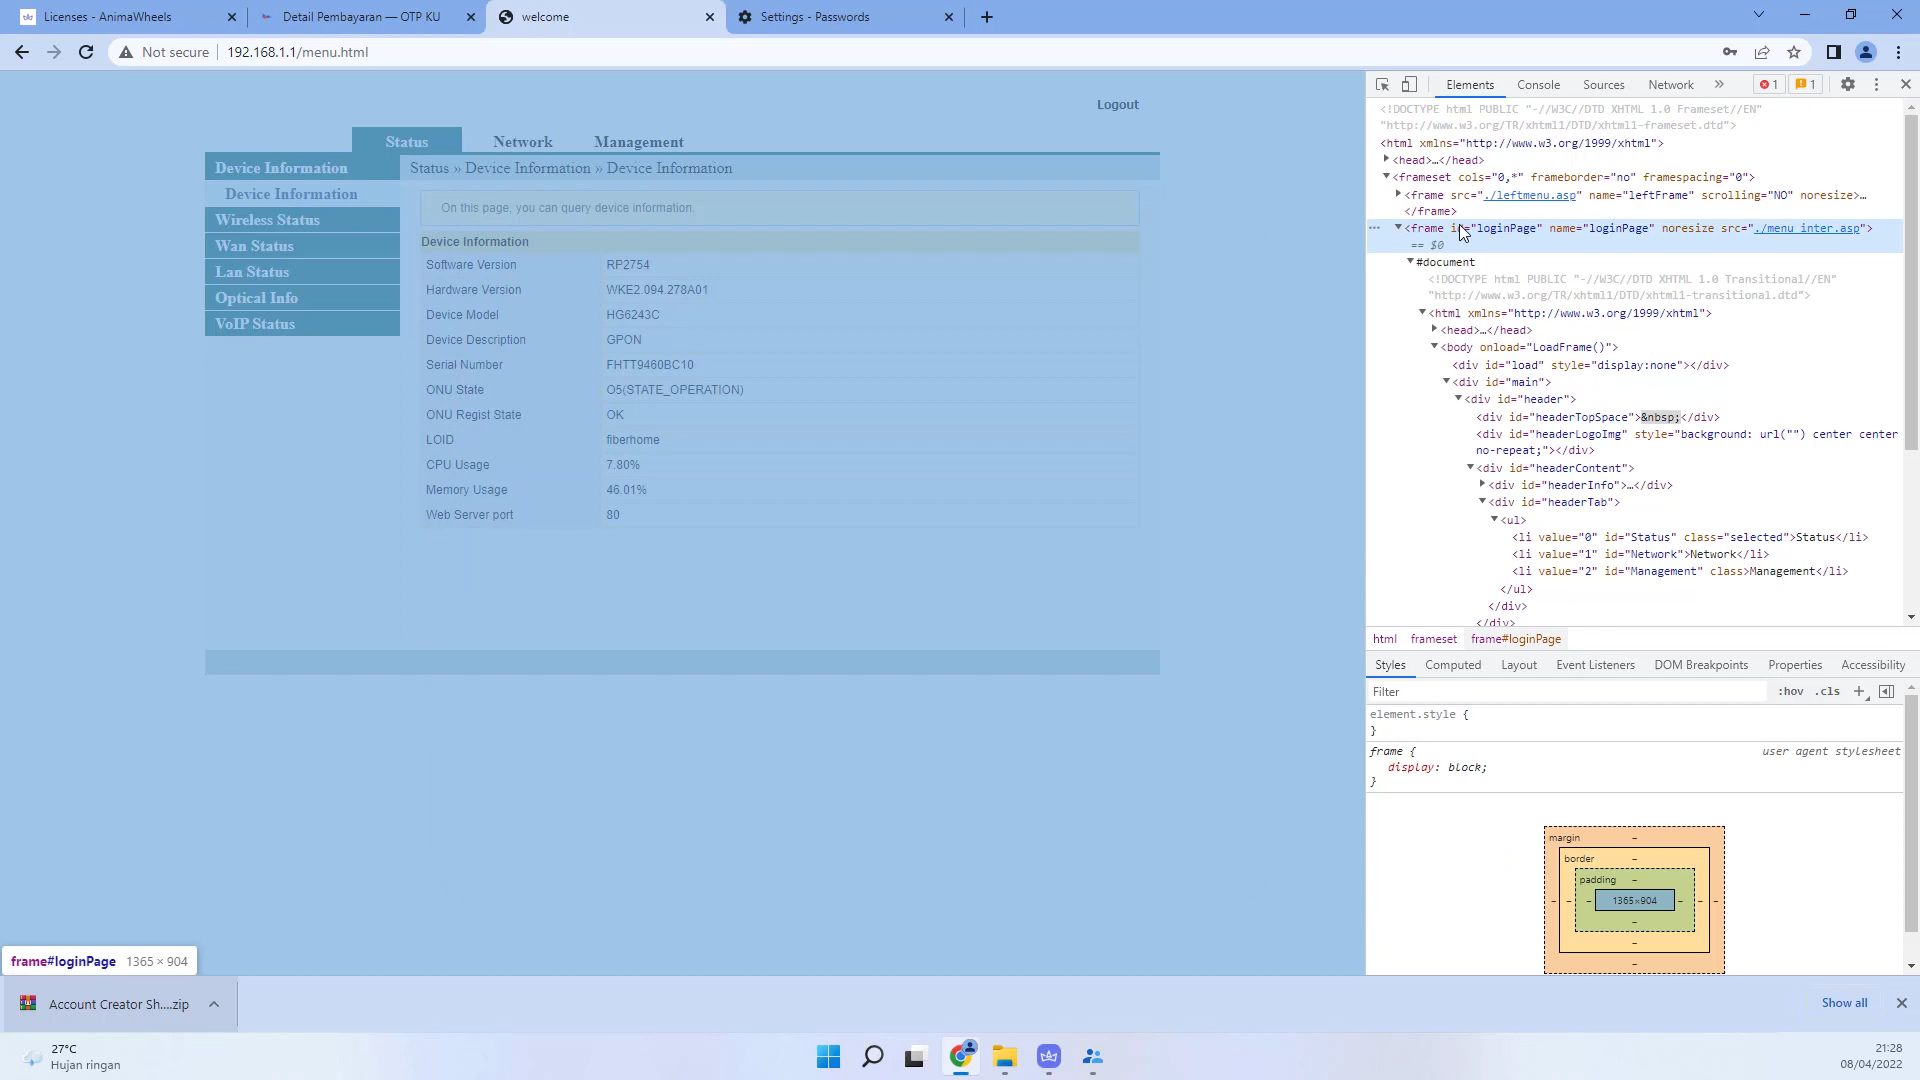 Licenses - AnimaWheels
Detail Pembayaran — OTP KU
welcome
Settings - Passwords
Not secure
192.168.1.1/menu.html
Logout
Status
Network
Management
Device Information
Status » Device Information » Device Information
Device Information
Wireless Status
Wan Status
Lan Status
Optical Info
VoIP Status
On this page, you can query device information.
Device Information
Software Version RP2754
Hardware Version WKE2.094.278A01
Device Model HG6243C
Device Description GPON
Serial Number FHTT9460BC10
ONU State O5(STATE_OPERATION)
ONU Regist State OK
LOID fiberhome
CPU Usage 7.80%
Memory Usage 46.01%
Web Server port 80
frame#loginPage 1365 × 904
Elements
Console
Sources
Network
1
1
<!DOCTYPE html PUBLIC "-//W3C//DTD XHTML 1.0 Frameset//EN"
"http://www.w3.org/TR/xhtml1/DTD/xhtml1-frameset.dtd">
<html xmlns="http://www.w3.org/1999/xhtml">
<head>…</head>
<frameset cols="0,*" frameborder="no" framespacing="0">
<frame src="./leftmenu.asp" name="leftFrame" scrolling="NO" noresize>…
</frame>
<frame id="loginPage" name="loginPage" noresize src="./menu_inter.asp">
== $0
#document
<!DOCTYPE html PUBLIC "-//W3C//DTD XHTML 1.0 Transitional//EN"
"http://www.w3.org/TR/xhtml1/DTD/xhtml1-transitional.dtd">
<html xmlns="http://www.w3.org/1999/xhtml">
<head>…</head>
<body onload="LoadFrame()">
<div id="load" style="display:none"></div>
<div id="main">
<div id="header">
<div id="headerTopSpace">&nbsp;</div>
<div id="headerLogoImg" style="background: url("") center center
no-repeat;"></div>
<div id="headerContent">
<div id="headerInfo">…</div>
<div id="headerTab">
<ul>
<li value="0" id="Status" class="selected">Status</li>
<li value="1" id="Network">Network</li>
<li value="2" id="Management" class>Management</li>
</ul>
</div>
</div>
html
frameset
frame#loginPage
Styles
Computed
Layout
Event Listeners
DOM Breakpoints
Properties
Accessibility
Filter
:hov
.cls
element.style {
}
frame { user agent stylesheet
display: block;
}
margin
border
padding
1365×904
Account Creator Sh....zip
Show all
27°C
Hujan ringan
21:28
08/04/2022